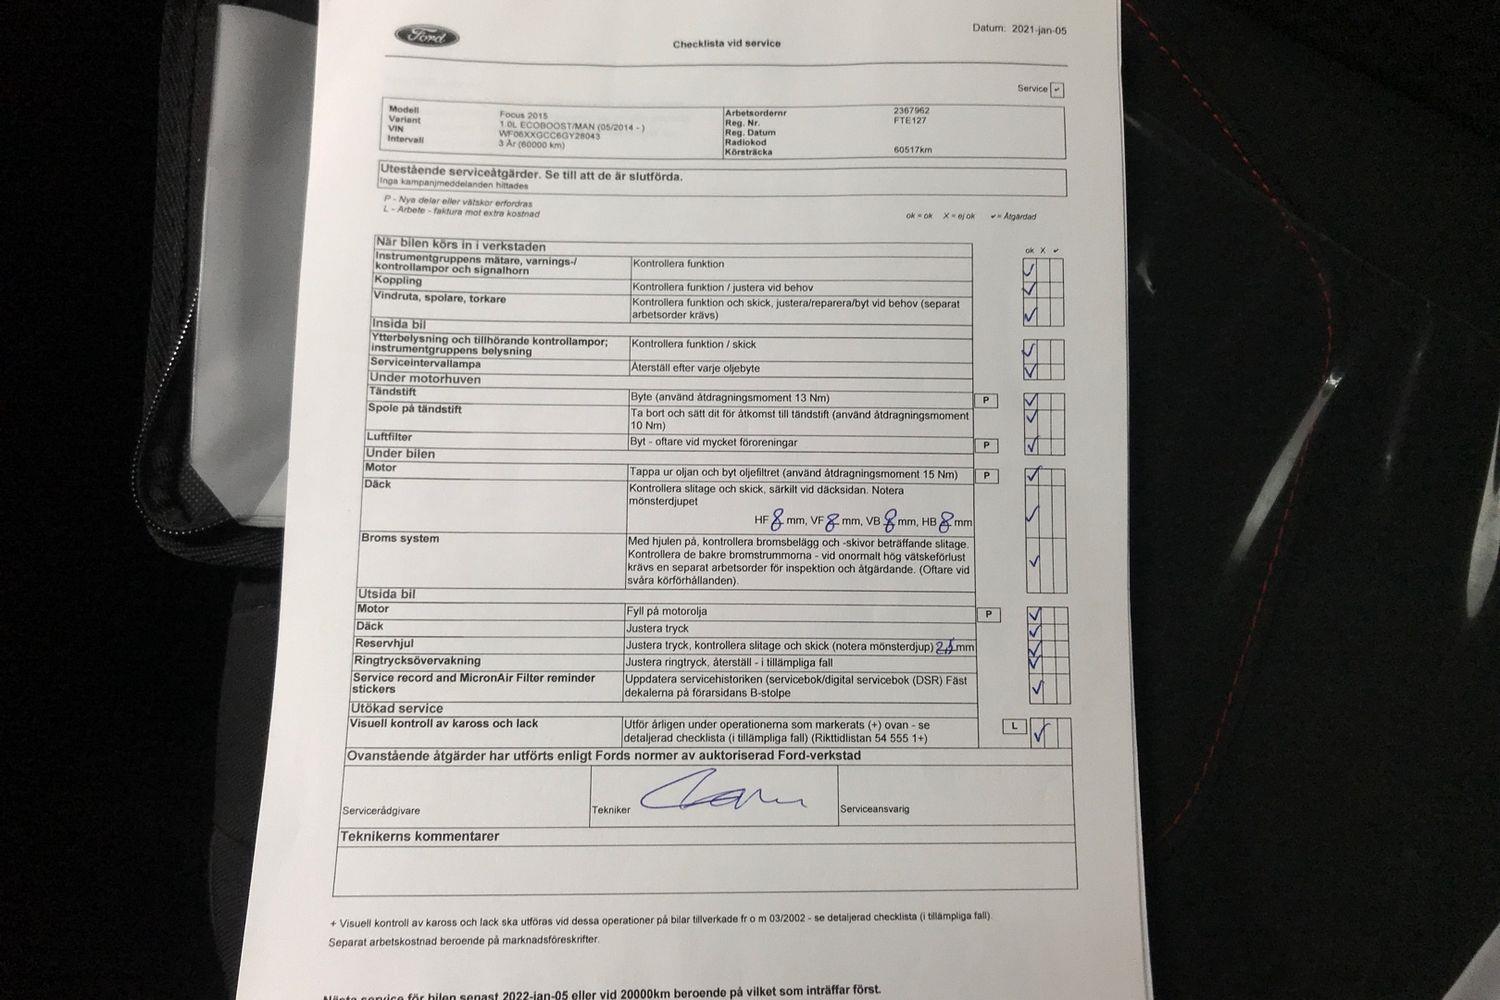 Ford
Datum: 2021-jan-05
Checklista vid service
Service ✓
Modell Focus 2015 Arbetsordernr 2367962
Variant 1.0L ECOBOOST/MAN (05/2014 - ) Reg. Nr. FTE127
VIN WF06XXGCC6GY28043 Reg. Datum
Intervall 3 År (60000 km) Radiokod
Körsträcka 60517km
Utestående serviceåtgärder. Se till att de är slutförda.
Inga kampanjmeddelanden hittades
P - Nya delar eller vätskor erfordras
L - Arbete - faktura mot extra kostnad
ok = ok X = ej ok ✓= Åtgärdad
När bilen körs in i verkstaden ok X ✓
Instrumentgruppens mätare, varnings-/
kontrollampor och signalhorn Kontrollera funktion ✓
Koppling Kontrollera funktion / justera vid behov ✓
Vindruta, spolare, torkare Kontrollera funktion och skick, justera/reparera/byt vid behov (separat
arbetsorder krävs) ✓
Insida bil
Ytterbelysning och tillhörande kontrollampor;
instrumentgruppens belysning Kontrollera funktion / skick ✓
Serviceintervallampa Återställ efter varje oljebyte ✓
Under motorhuven
Tändstift Byte (använd åtdragningsmoment 13 Nm) P ✓
Spole på tändstift Ta bort och sätt dit för åtkomst till tändstift (använd åtdragningsmoment
10 Nm) ✓
Luftfilter Byt - oftare vid mycket föroreningar P ✓
Under bilen
Motor Tappa ur oljan och byt oljefiltret (använd åtdragningsmoment 15 Nm) P ✓
Däck Kontrollera slitage och skick, särkilt vid däcksidan. Notera
mönsterdjupet
HF 8 mm, VF 8 mm, VB 8 mm, HB 8 mm ✓
Broms system Med hjulen på, kontrollera bromsbelägg och -skivor beträffande slitage.
Kontrollera de bakre bromstrummorna - vid onormalt hög vätskeförlust
krävs en separat arbetsorder för inspektion och åtgärdande. (Oftare vid
svåra körförhållanden). ✓
Utsida bil
Motor Fyll på motorolja P ✓
Däck Justera tryck ✓
Reservhjul Justera tryck, kontrollera slitage och skick (notera mönsterdjup) mm ✓
Ringtrycksövervakning Justera ringtryck, återställ - i tillämpliga fall ✓
Service record and MicronAir Filter reminder
stickers Uppdatera servicehistoriken (servicebok/digital servicebok (DSR) Fäst
dekalerna på förarsidans B-stolpe ✓
Utökad service
Visuell kontroll av kaross och lack Utför årligen under operationerna som markerats (+) ovan - se
detaljerad checklista (i tillämpliga fall) (Rikttidlistan 54 555 1+) L ✓
Ovanstående åtgärder har utförts enligt Fords normer av auktoriserad Ford-verkstad
Servicerådgivare Tekniker Serviceansvarig
Teknikerns kommentarer
+ Visuell kontroll av kaross och lack ska utföras vid dessa operationer på bilar tillverkade fr o m 03/2002 - se detaljerad checklista (i tillämpliga fall).
Separat arbetskostnad beroende på marknadsföreskrifter.
Nästa service för bilen senast 2022-jan-05 eller vid 20000km beroende på vilket som inträffar först.